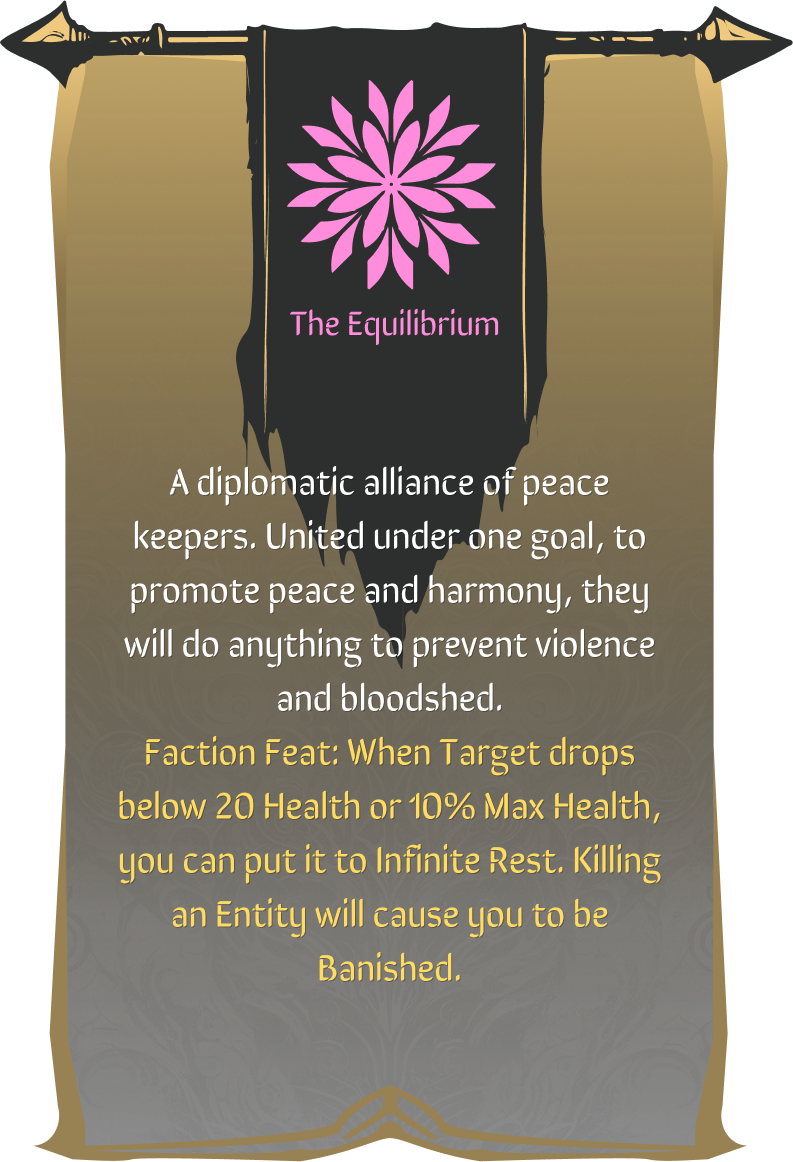 The Equilibrium
A diplomatic alliance of peace
keepers. United under one goal, to
promote peace and harmony, they
will do anything to prevent violence
and bloodshed.
Faction Feat: When Target drops
below 20 Health or 10% Max Health,
you can put it to Infinite Rest. Killing
an Entity will cause you to be
Banished.